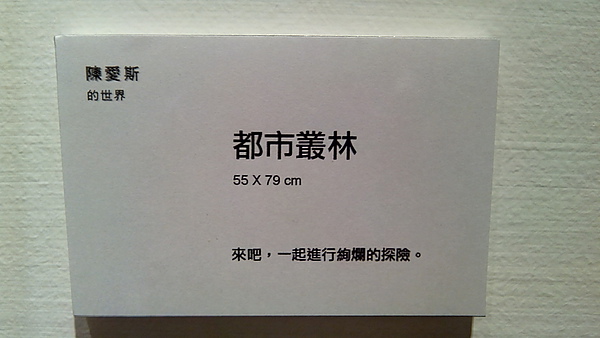 陳愛斯
的世界
都市叢林
55 X 79 cm
來吧，一起進行絢爛的探險。